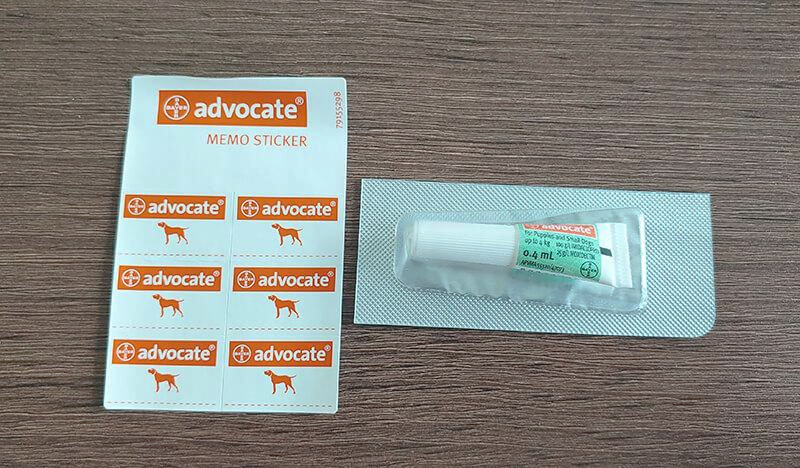 BAYER advocate®
79155298
MEMO STICKER
advocate® advocate®
advocate® advocate®
advocate® advocate®
advocate®
For Puppies and Small Dogs
up to 4 kg
0.4 mL